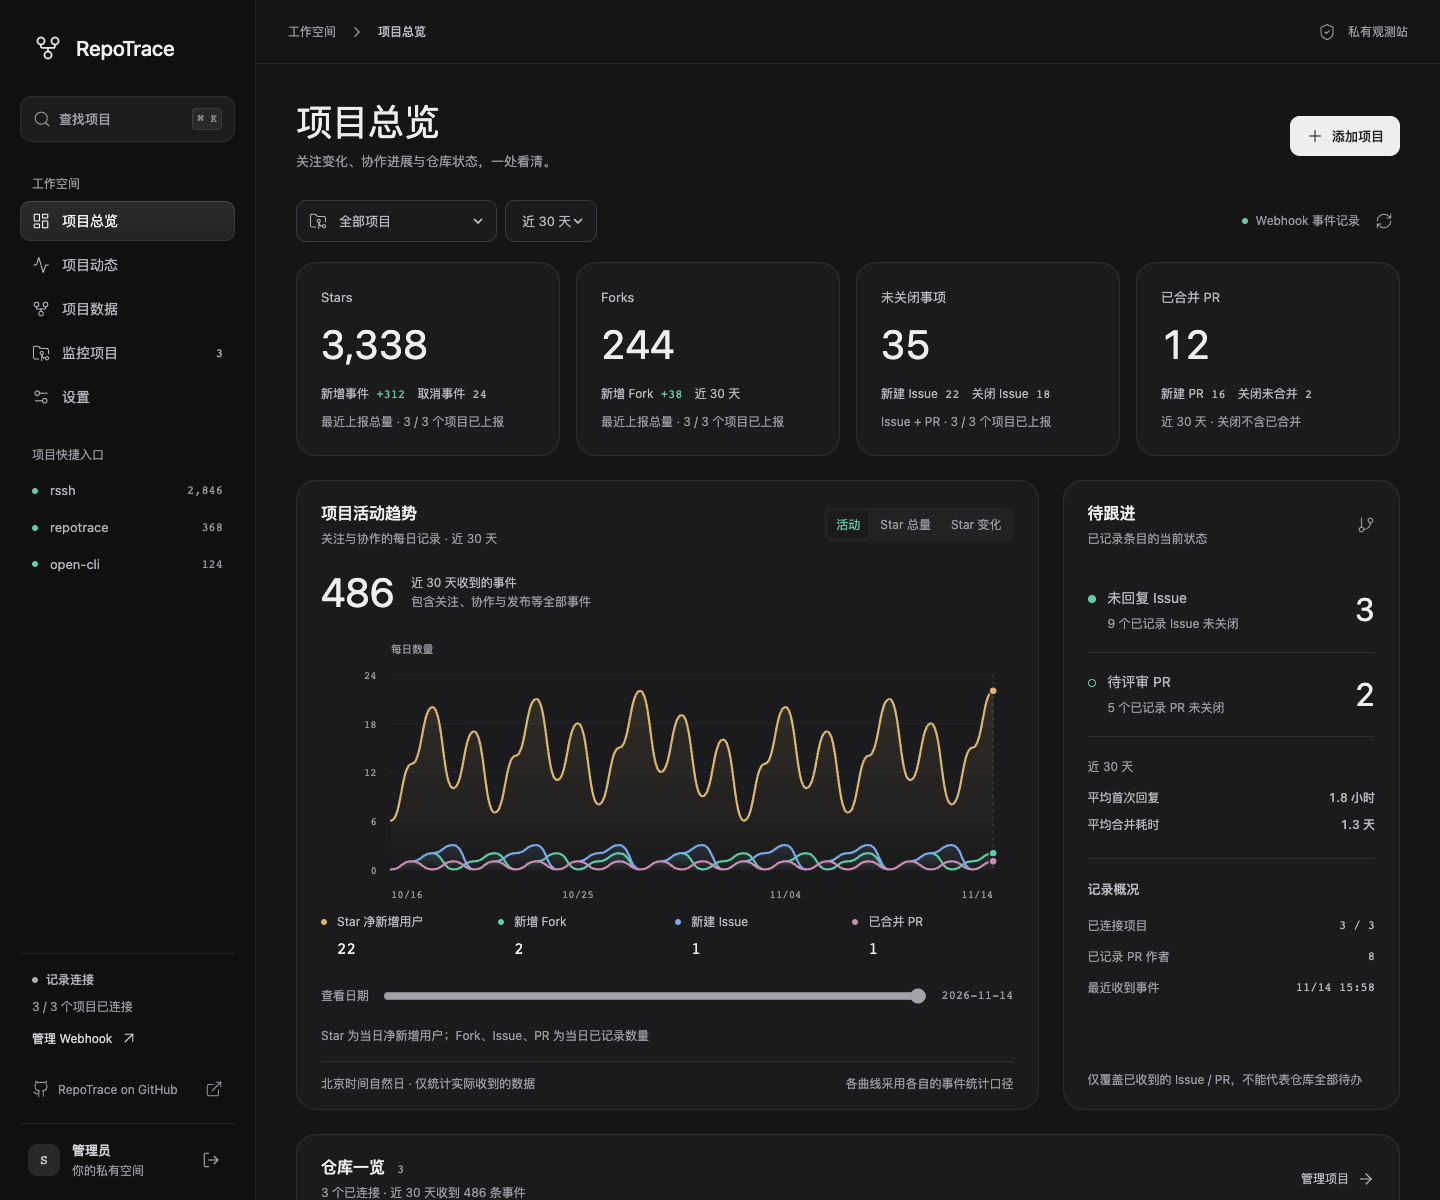 RepoTrace
查找项目 ⌘ K
工作空间
项目总览
项目动态
项目数据
监控项目 3
设置
项目快捷入口
rssh 2,846
repotrace 368
open-cli 124
记录连接
3 / 3 个项目已连接
管理 Webhook
RepoTrace on GitHub
S
管理员
你的私有空间
工作空间 项目总览
私有观测站
项目总览
关注变化、协作进展与仓库状态，一处看清。
添加项目
全部项目
近 30 天
Webhook 事件记录
Stars
3,338
新增事件 +312 取消事件 24
最近上报总量 · 3 / 3 个项目已上报
Forks
244
新增 Fork +38 近 30 天
最近上报总量 · 3 / 3 个项目已上报
未关闭事项
35
新建 Issue 22 关闭 Issue 18
Issue + PR · 3 / 3 个项目已上报
已合并 PR
12
新建 PR 16 关闭未合并 2
近 30 天 · 关闭不含已合并
项目活动趋势
关注与协作的每日记录 · 近 30 天
活动 Star 总量 Star 变化
486
近 30 天收到的事件
包含关注、协作与发布等全部事件
每日数量
24
18
12
6
0
10/16 10/25 11/04 11/14
Star 净新增用户 新增 Fork 新建 Issue 已合并 PR
22 2 1 1
查看日期 2026-11-14
Star 为当日净新增用户；Fork、Issue、PR 为当日已记录数量
北京时间自然日 · 仅统计实际收到的数据
各曲线采用各自的事件统计口径
待跟进
已记录条目的当前状态
未回复 Issue
9 个已记录 Issue 未关闭
3
待评审 PR
5 个已记录 PR 未关闭
2
近 30 天
平均首次回复 1.8 小时
平均合并耗时 1.3 天
记录概况
已连接项目 3 / 3
已记录 PR 作者 8
最近收到事件 11/14 15:58
仅覆盖已收到的 Issue / PR，不能代表仓库全部待办
仓库一览 3
3 个已连接 · 近 30 天收到 486 条事件
管理项目